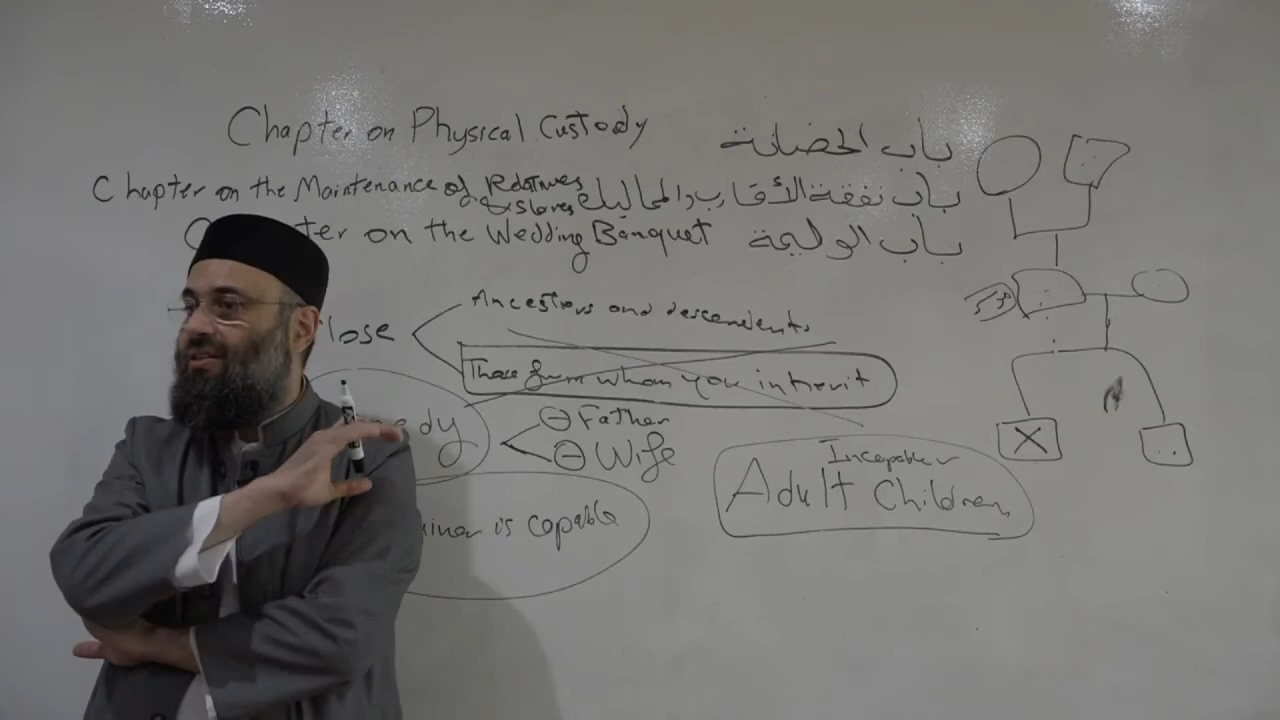 Chapter on Physical Custody باب الحضانة
Chapter on the Maintenance of Relatives & slaves باب نفقة الأقارب والمماليك
ter on the Wedding Banquet باب الوليمة
lose
Ancestors and descendents
Those from whom you inherit
edy
Father
Wife
inor is capable
Incapable
Adult Children